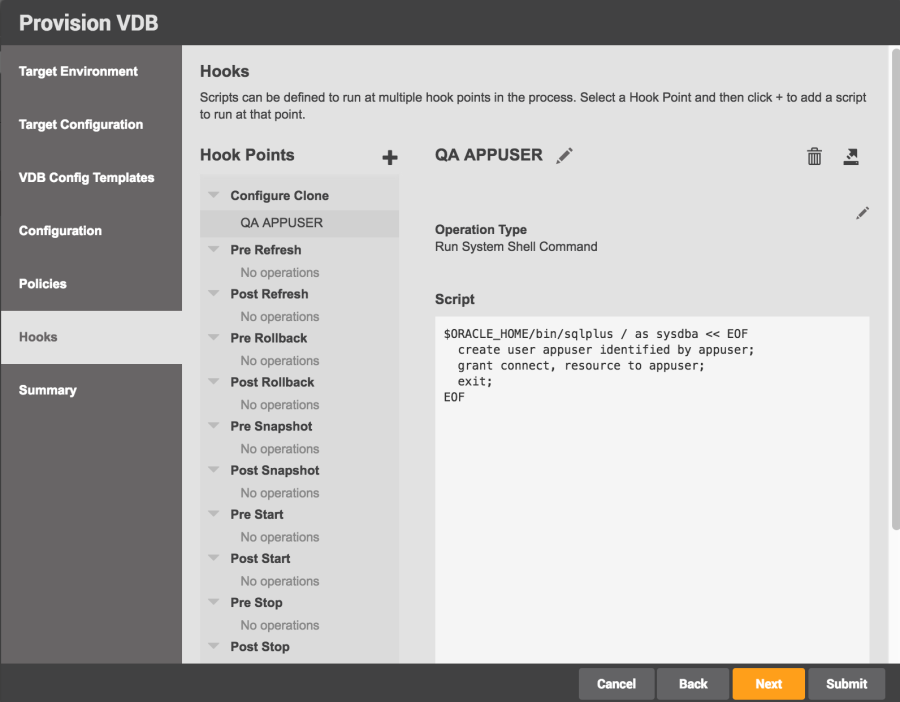 Provision VDB
Target Environment
Target Configuration
VDB Config Templates
Configuration
Policies
Hooks
Summary
Hooks
Scripts can be defined to run at multiple hook points in the process. Select a Hook Point and then click + to add a script
to run at that point.
Hook Points
Configure Clone
QA APPUSER
Pre Refresh
No operations
Post Refresh
No operations
Pre Rollback
No operations
Post Rollback
No operations
Pre Snapshot
No operations
Post Snapshot
No operations
Pre Start
No operations
Post Start
No operations
Pre Stop
No operations
Post Stop
QA APPUSER
Operation Type
Run System Shell Command
Script
$ORACLE_HOME/bin/sqlplus / as sysdba << EOF
  create user appuser identified by appuser;
  grant connect, resource to appuser;
  exit;
EOF
Cancel
Back
Next
Submit